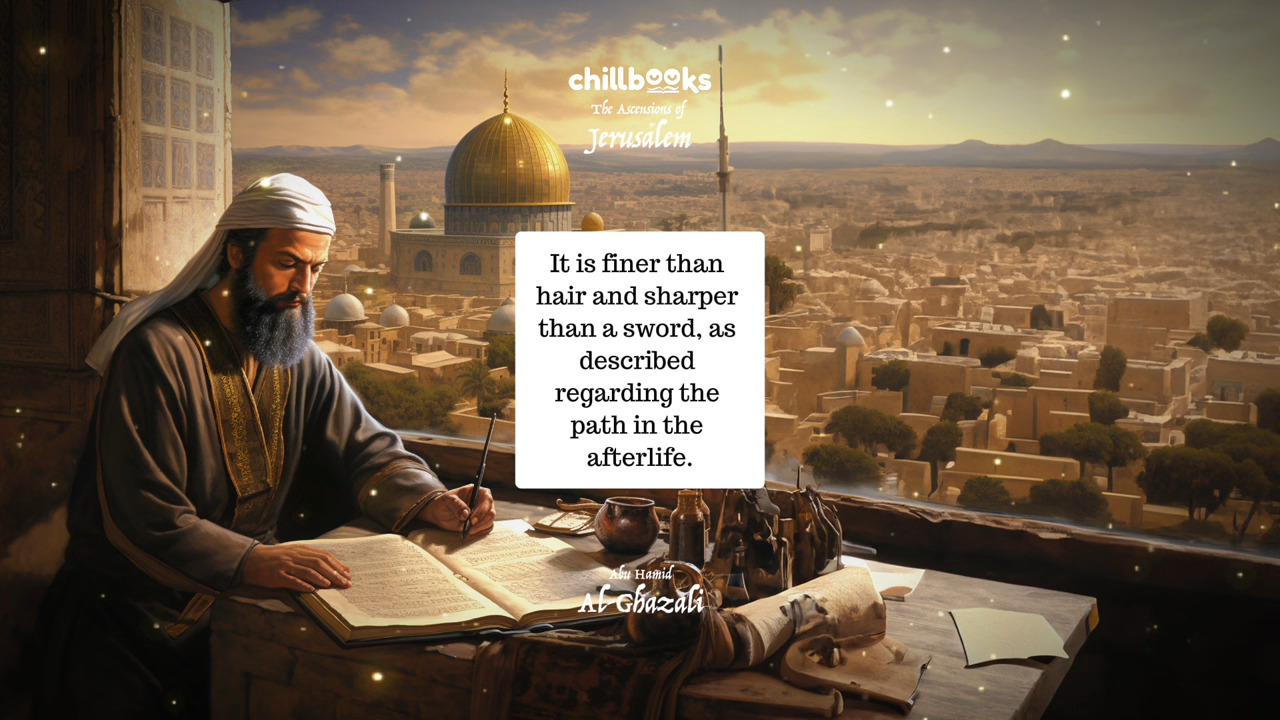 chillbooks
The Ascensions of
Jerusalem
It is finer than
hair and sharper
than a sword, as
described
regarding the
path in the
afterlife.
Abu Hamid
Al-Ghazali